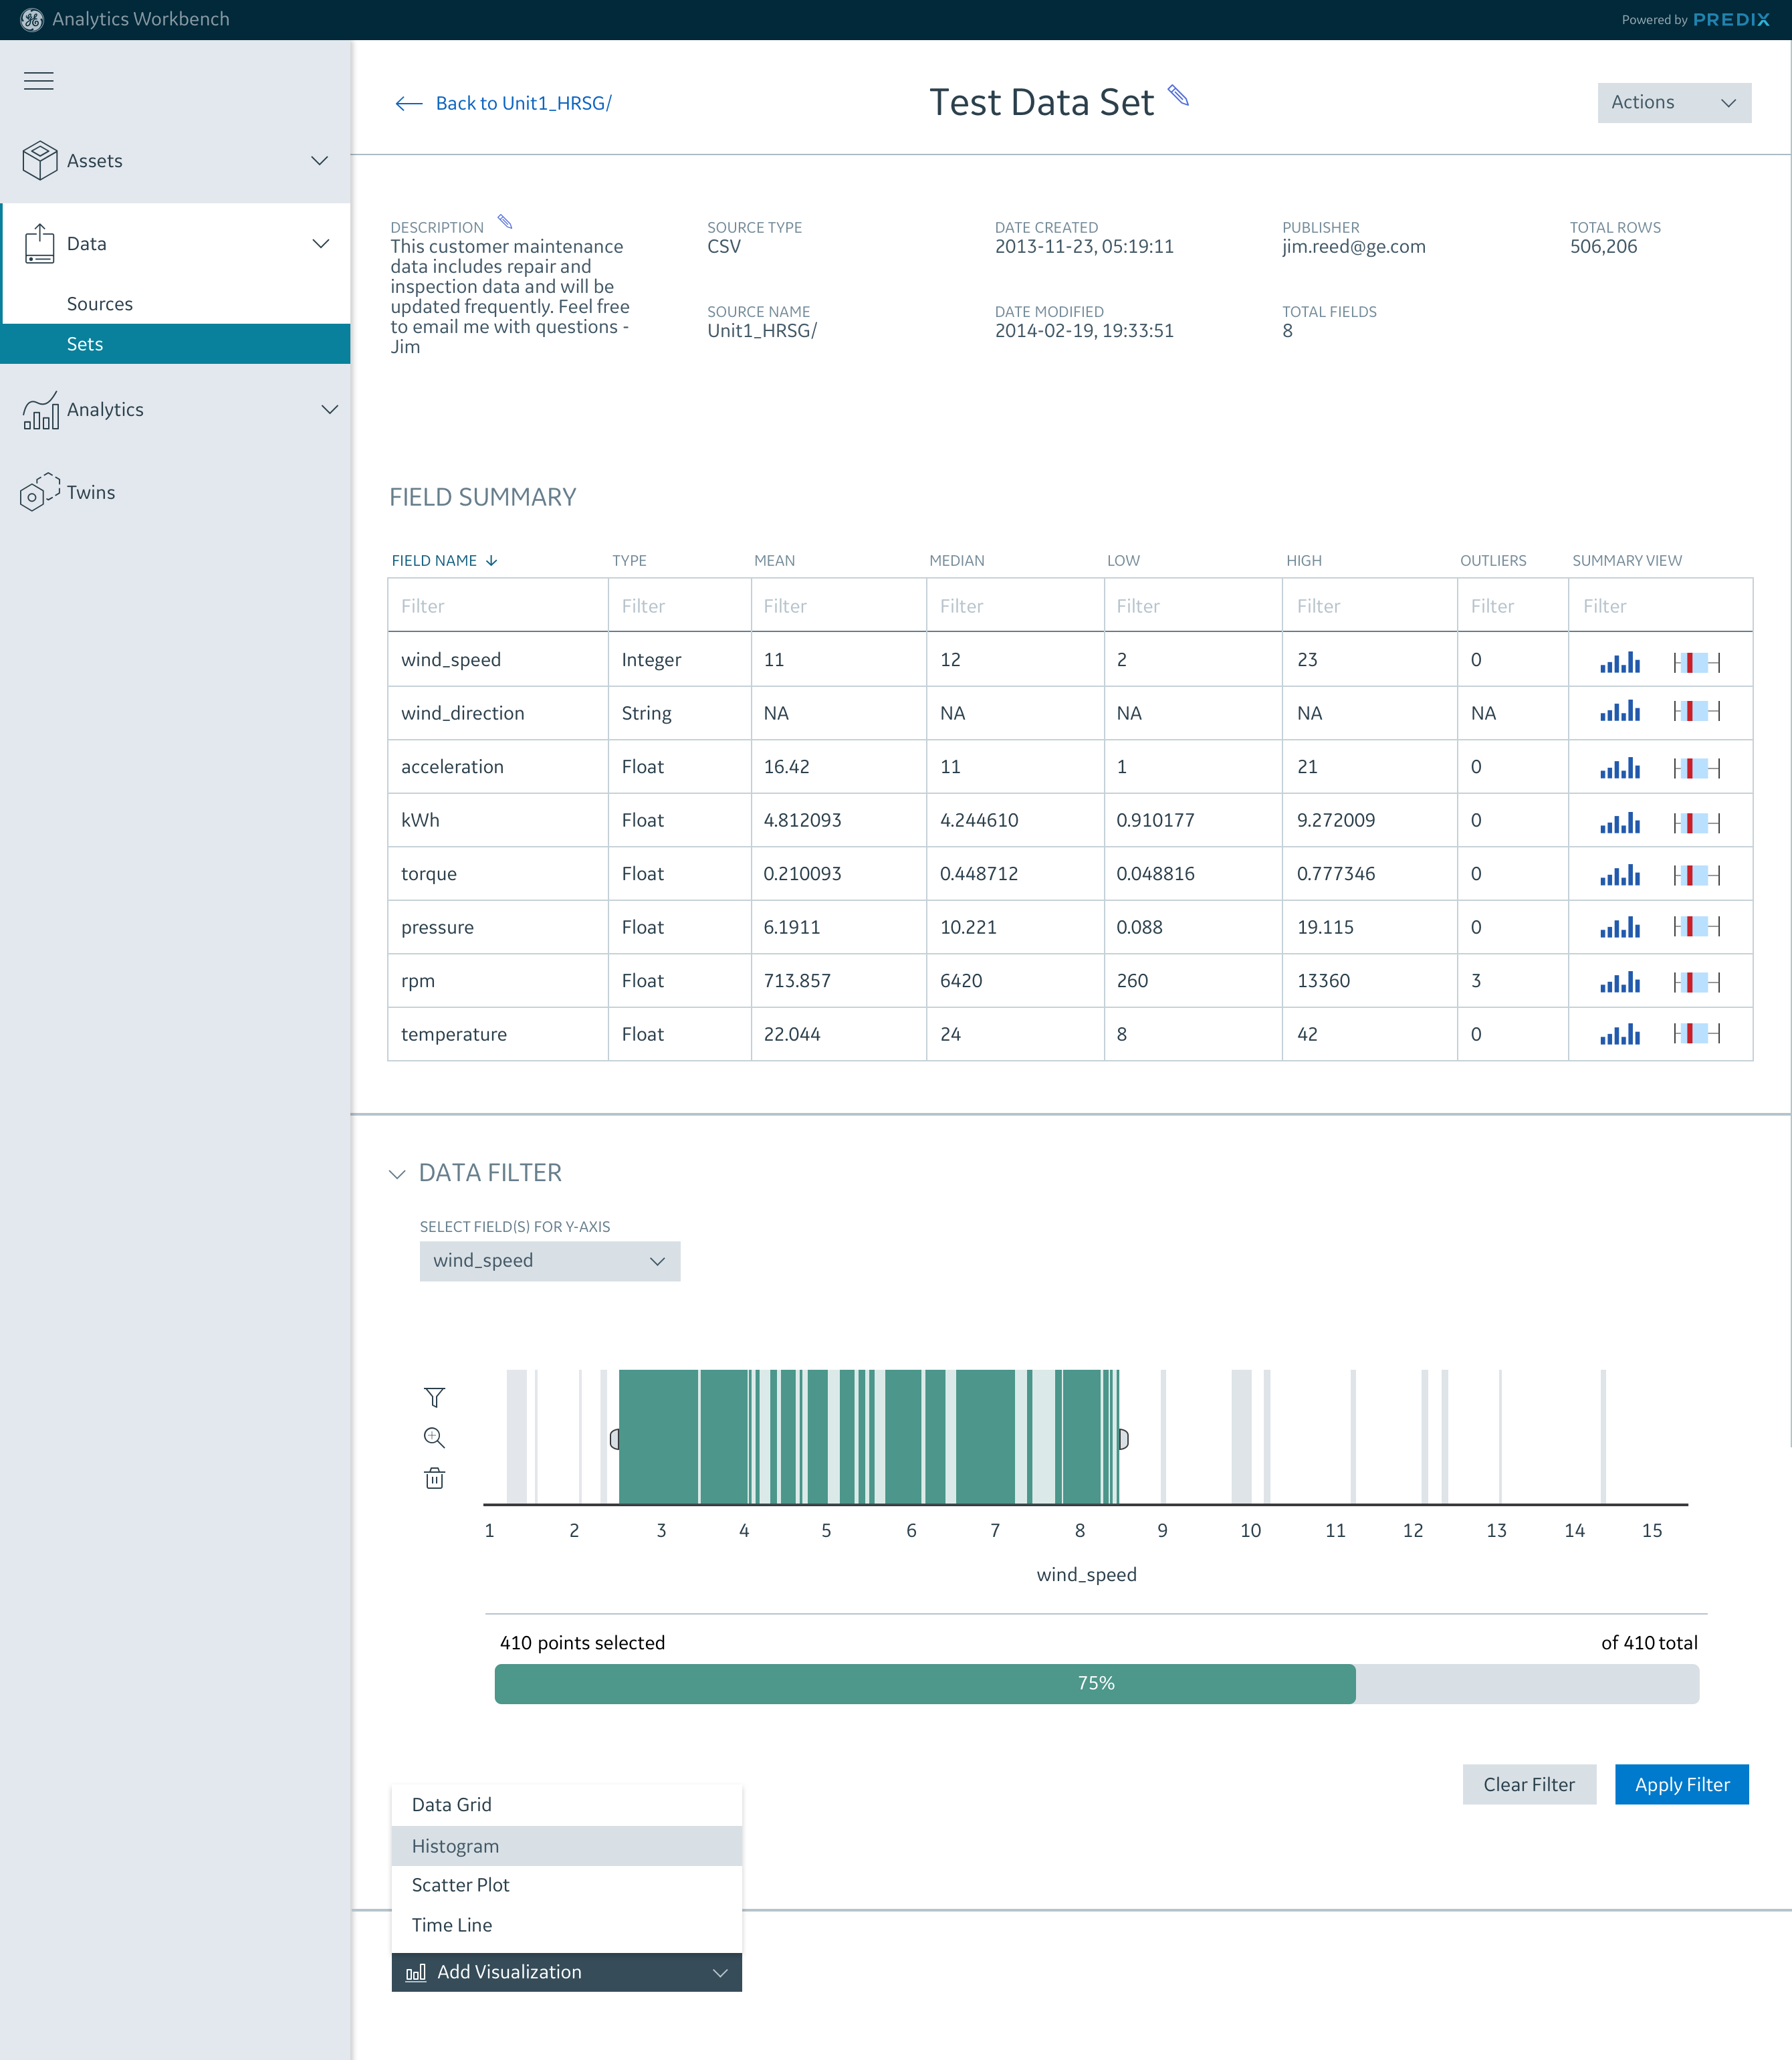 Analytics Workbench
Powered by PREDIX
Back to Unit1_HRSG/
Test Data Set
Actions
Assets
Data
Sources
Sets
Analytics
Twins
DESCRIPTION
This customer maintenance
data includes repair and
inspection data and will be
updated frequently. Feel free
to email me with questions -
Jim
SOURCE TYPE
CSV
SOURCE NAME
Unit1_HRSG/
DATE CREATED
2013-11-23, 05:19:11
DATE MODIFIED
2014-02-19, 19:33:51
PUBLISHER
jim.reed@ge.com
TOTAL FIELDS
8
TOTAL ROWS
506,206
FIELD SUMMARY
FIELD NAME TYPE MEAN MEDIAN LOW HIGH OUTLIERS SUMMARY VIEW
Filter Filter Filter Filter Filter Filter Filter Filter
wind_speed Integer 11 12 2 23 0
wind_direction String NA NA NA NA NA
acceleration Float 16.42 11 1 21 0
kWh Float 4.812093 4.244610 0.910177 9.272009 0
torque Float 0.210093 0.448712 0.048816 0.777346 0
pressure Float 6.1911 10.221 0.088 19.115 0
rpm Float 713.857 6420 260 13360 3
temperature Float 22.044 24 8 42 0
DATA FILTER
SELECT FIELD(S) FOR Y-AXIS
wind_speed
1 2 3 4 5 6 7 8 9 10 11 12 13 14 15
wind_speed
410 points selected
of 410 total
75%
Clear Filter
Apply Filter
Data Grid
Histogram
Scatter Plot
Time Line
Add Visualization